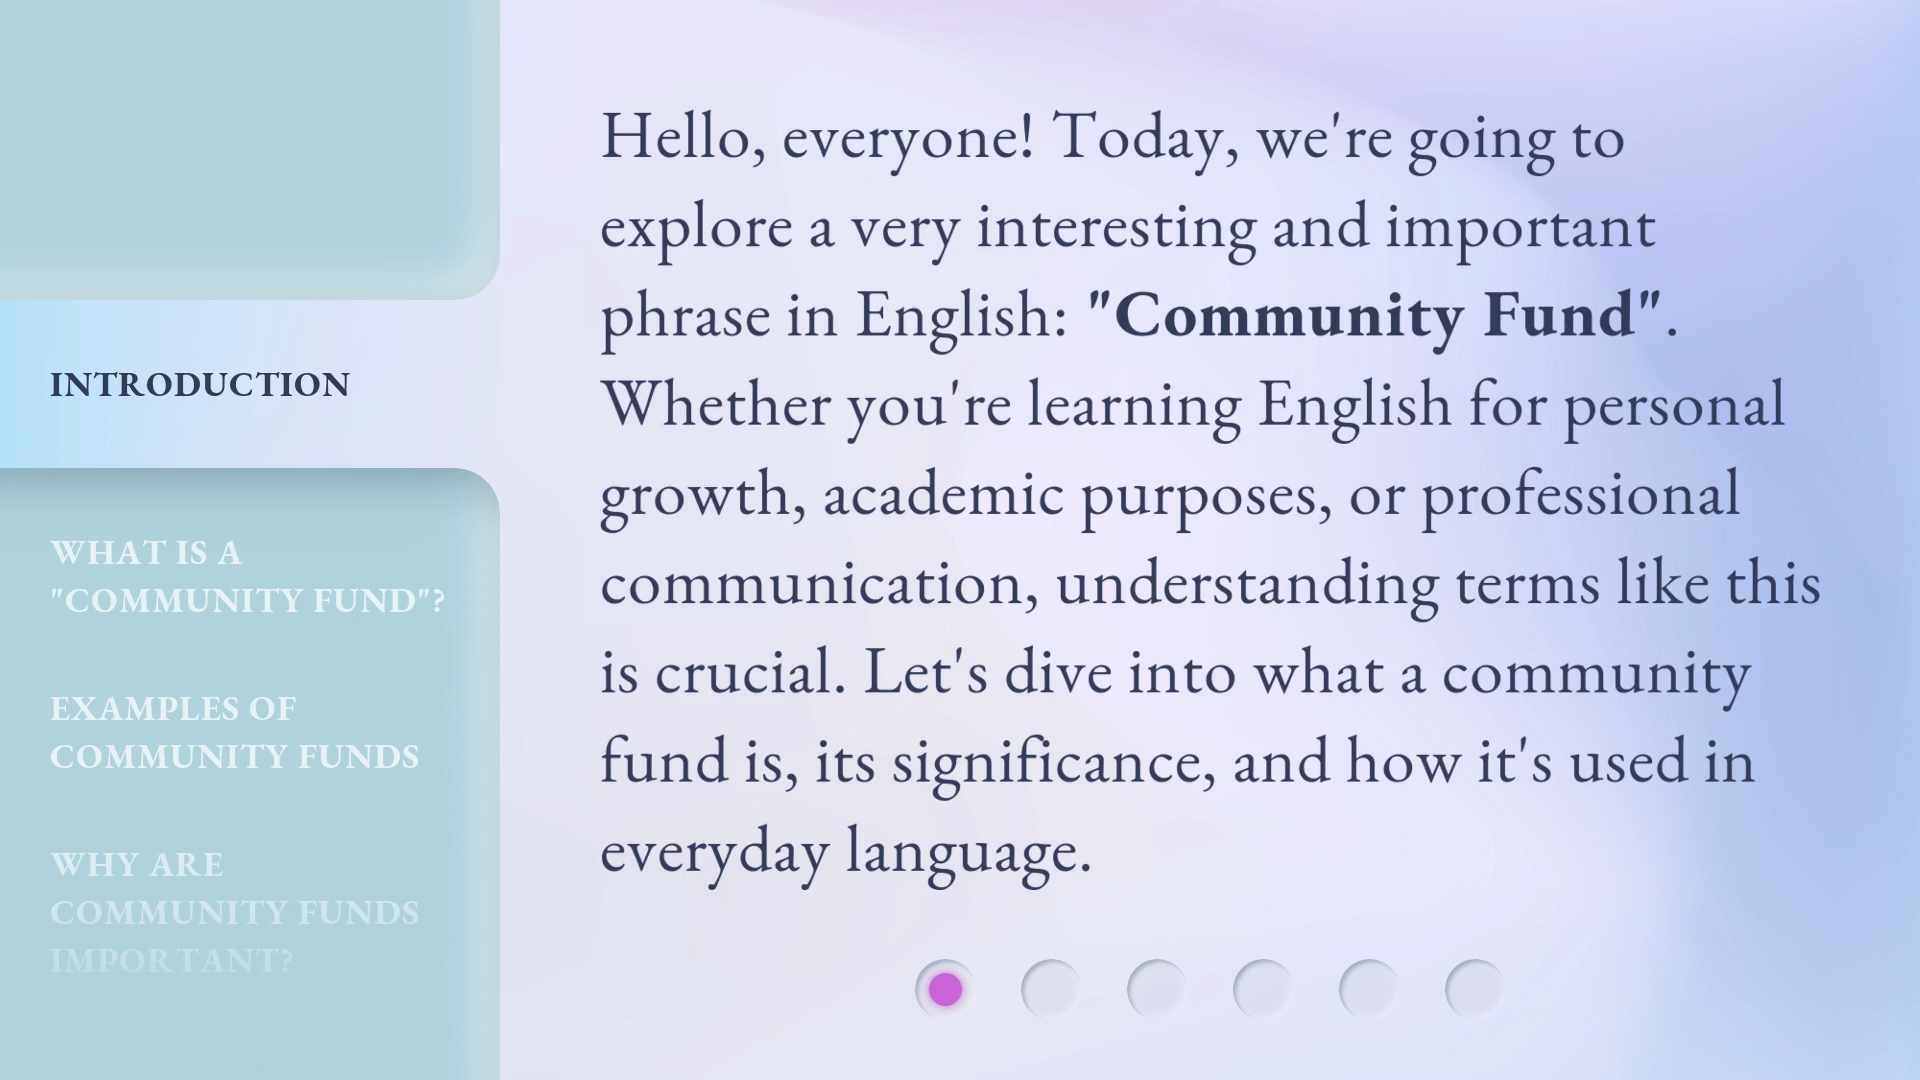 INTRODUCTION
WHAT IS A
"COMMUNITY FUND"?
EXAMPLES OF
COMMUNITY FUNDS
WHY ARE
COMMUNITY FUNDS
IMPORTANT?
Hello, everyone! Today, we're going to
explore a very interesting and important
phrase in English: "Community Fund".
Whether you're learning English for personal
growth, academic purposes, or professional
communication, understanding terms like this
is crucial. Let's dive into what a community
fund is, its significance, and how it's used in
everyday language.